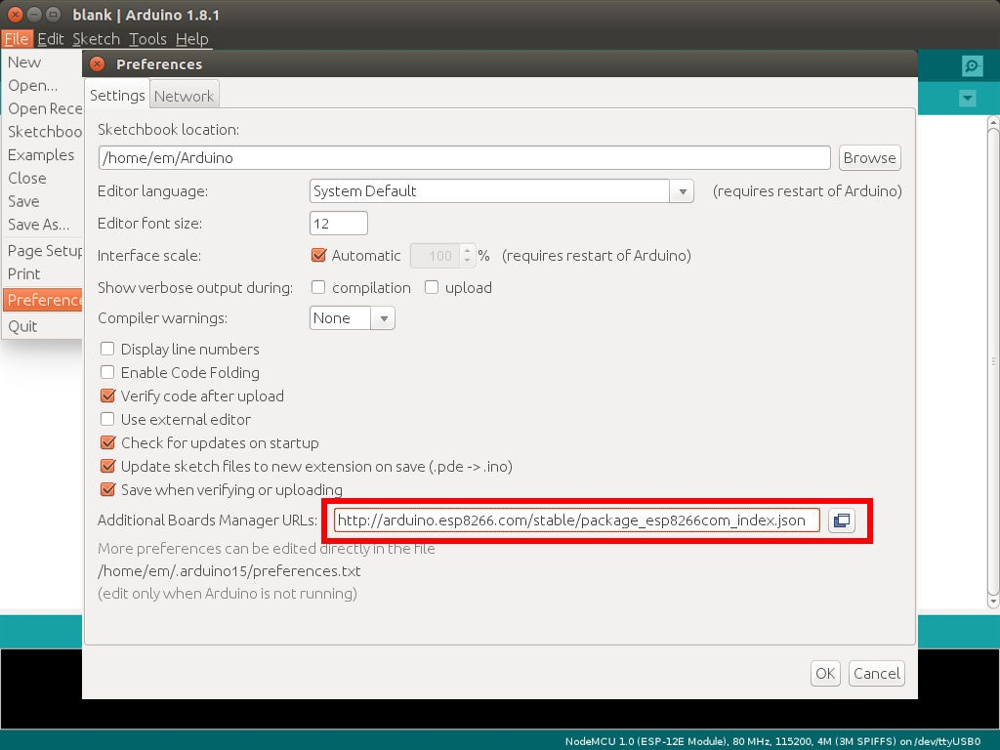 blank | Arduino 1.8.1
File Edit Sketch Tools Help
New
Open...
Open Rece
Sketchboo
Examples
Close
Save
Save As...
Page Setup
Print
Preference
Quit
Preferences
Settings Network
Sketchbook location:
/home/em/Arduino Browse
Editor language: System Default (requires restart of Arduino)
Editor font size: 12
Interface scale: Automatic 100 % (requires restart of Arduino)
Show verbose output during: compilation upload
Compiler warnings: None
Display line numbers
Enable Code Folding
Verify code after upload
Use external editor
Check for updates on startup
Update sketch files to new extension on save (.pde -> .ino)
Save when verifying or uploading
Additional Boards Manager URLs: http://arduino.esp8266.com/stable/package_esp8266com_index.json
More preferences can be edited directly in the file
/home/em/.arduino15/preferences.txt
(edit only when Arduino is not running)
OK Cancel
NodeMCU 1.0 (ESP-12E Module), 80 MHz, 115200, 4M (3M SPIFFS) on /dev/ttyUSB0